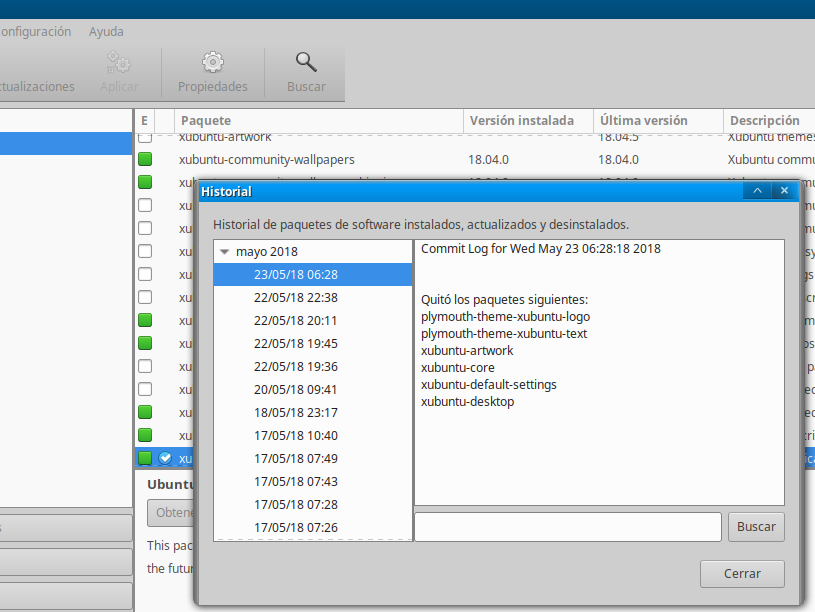 onfiguración Ayuda
ctualizaciones Aplicar Propiedades Buscar
E Paquete Versión instalada Última versión Descripción
xubuntu-artwork 18.04.5 Xubuntu themes
xubuntu-community-wallpapers 18.04.0 18.04.0 Xubuntu commu
Historial
Historial de paquetes de software instalados, actualizados y desinstalados.
mayo 2018
23/05/18 06:28
22/05/18 22:38
22/05/18 20:11
22/05/18 19:45
22/05/18 19:36
20/05/18 09:41
18/05/18 23:17
17/05/18 10:40
17/05/18 07:49
17/05/18 07:43
17/05/18 07:28
17/05/18 07:26
Commit Log for Wed May 23 06:28:18 2018
Quitó los paquetes siguientes:
plymouth-theme-xubuntu-logo
plymouth-theme-xubuntu-text
xubuntu-artwork
xubuntu-core
xubuntu-default-settings
xubuntu-desktop
Buscar
Cerrar
Ubuntu
Obtene
This pac
the futur